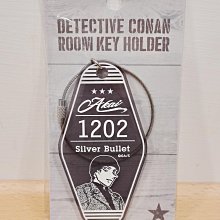 DETECTIVE CONAN
ROOM KEY HOLDER
Akai
1202
Silver Bullet